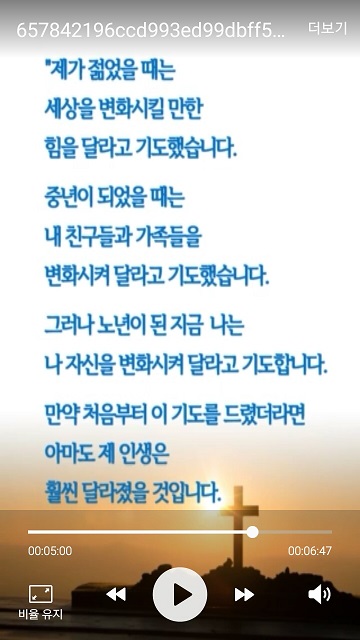 657842196ccd993ed99dbff5...
더보기
"제가 젊었을 때는
세상을 변화시킬 만한
힘을 달라고 기도했습니다.
중년이 되었을 때는
내 친구들과 가족들을
변화시켜 달라고 기도했습니다.
그러나 노년이 된 지금 나는
나 자신을 변화시켜 달라고 기도합니다.
만약 처음부터 이 기도를 드렸더라면
아마도 제 인생은
훨씬 달라졌을 것입니다.
00:05:00
00:06:47
비율 유지